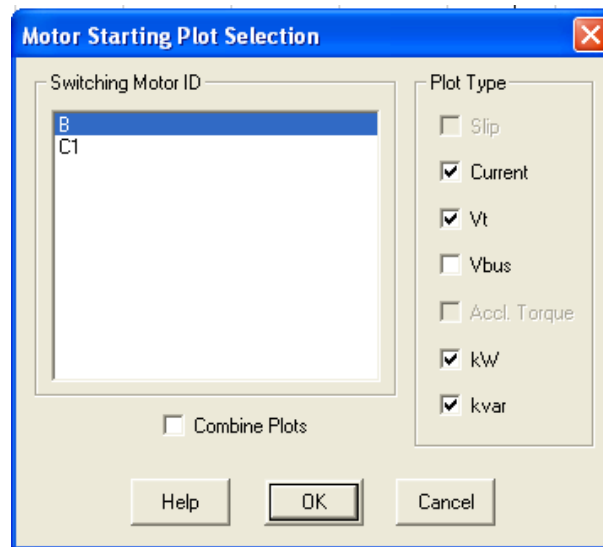 Motor Starting Plot Selection
Switching Motor ID
B
C1
Plot Type
Slip
Current
Vt
Vbus
Accl. Torque
kW
kvar
Combine Plots
Help
OK
Cancel